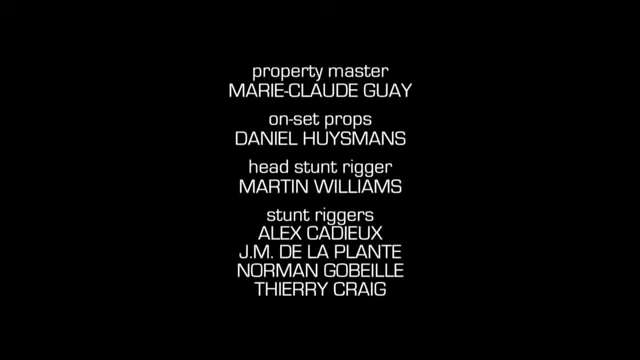 property master
MARIE-CLAUDE GUAY
on-set props
DANIEL HUYSMANS
head stunt rigger
MARTIN WILLIAMS
stunt riggers
ALEX CADIEUX
J.M. DE LA PLANTE
NORMAN GOBEILLE
THIERRY CRAIG